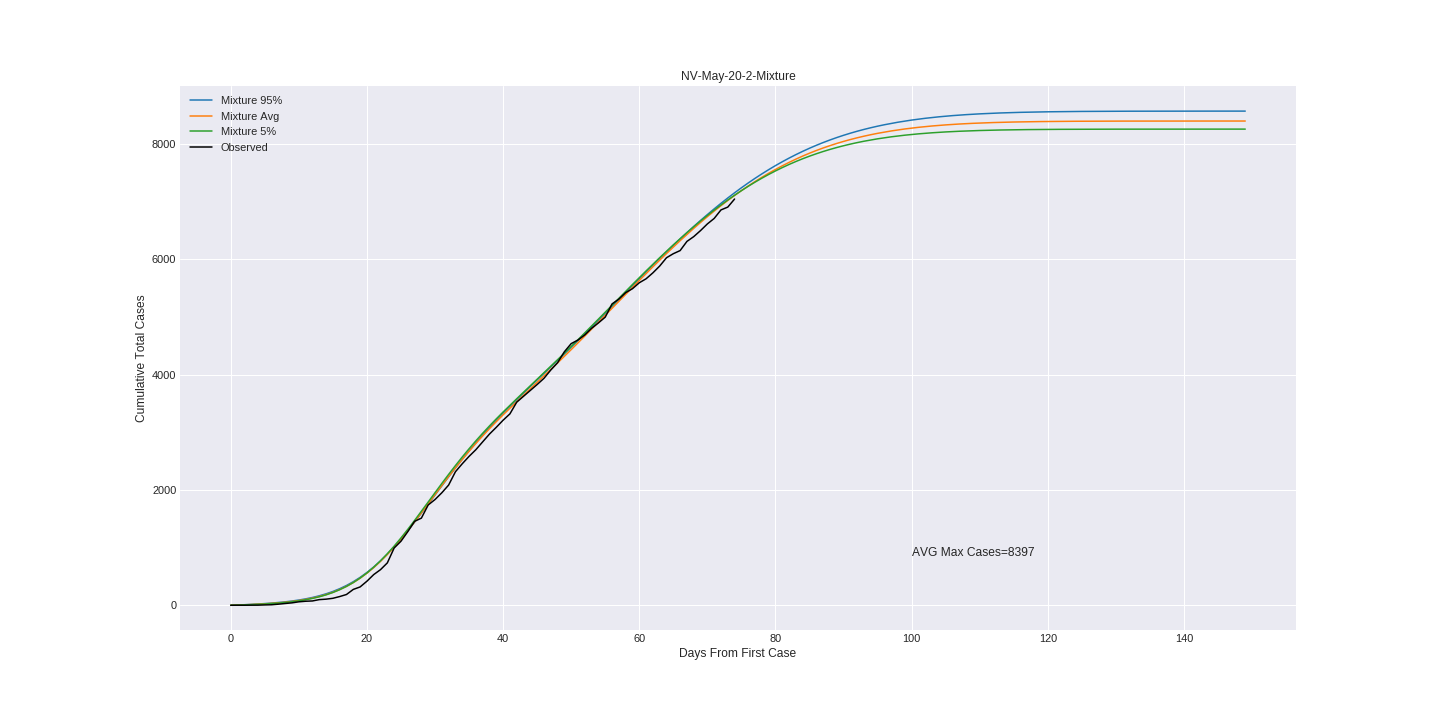 NV-May-20-2-Mixture
Mixture 95%
Mixture Avg
Mixture 5%
Observed
8000
6000
4000
2000
0
Cumulative Total Cases
AVG Max Cases=8397
0 20 40 60 80 100 120 140
Days From First Case